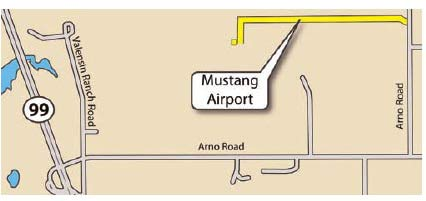 Valensin Ranch Road
Mustang
Airport
99
Arno Road
Arno Road